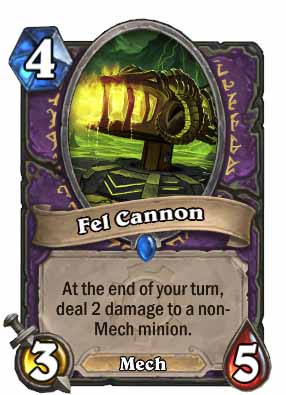 4
Fel Cannon
At the end of your turn,
deal 2 damage to a non-
Mech minion.
3
Mech
5